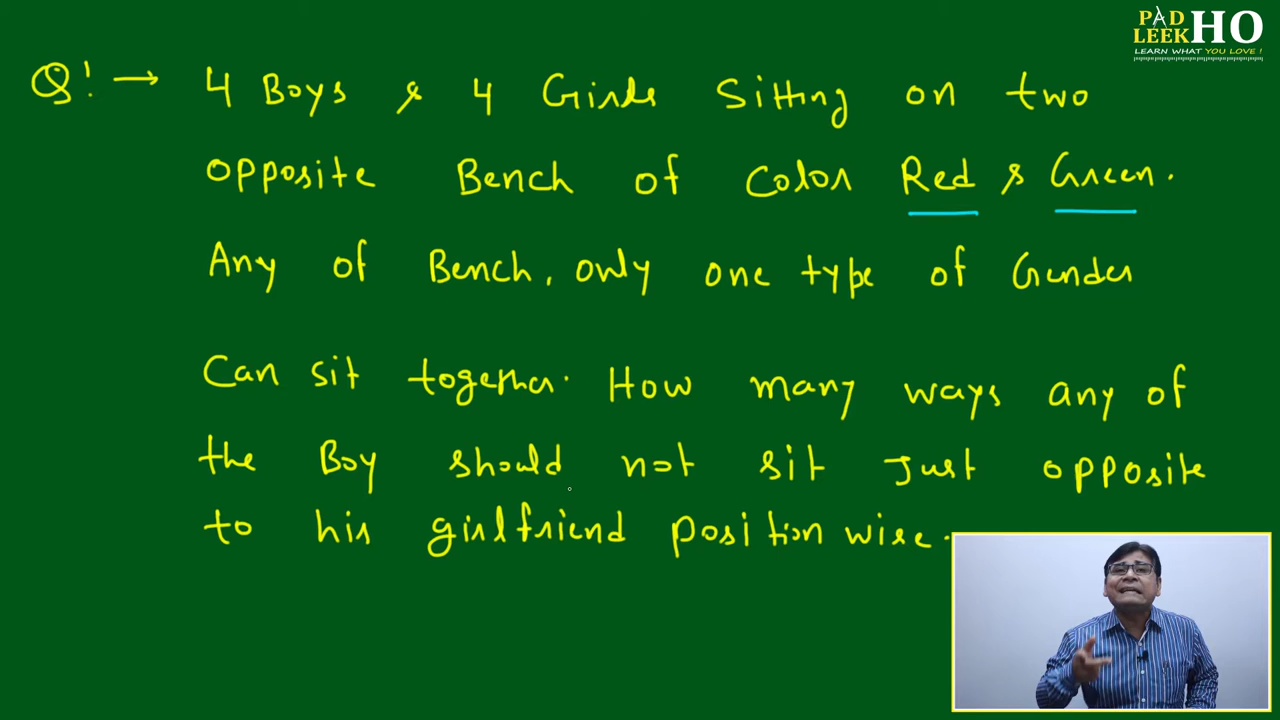 PAD
LEEK HO
LEARN WHAT YOU LOVE!
Q! → 4 Boys & 4 Girls Sitting on two
opposite Bench of Color Red & Green.
Any of Bench, only one type of Gender
Can sit together. How many ways any of
the Boy should not sit Just opposite
to his girlfriend position wise.